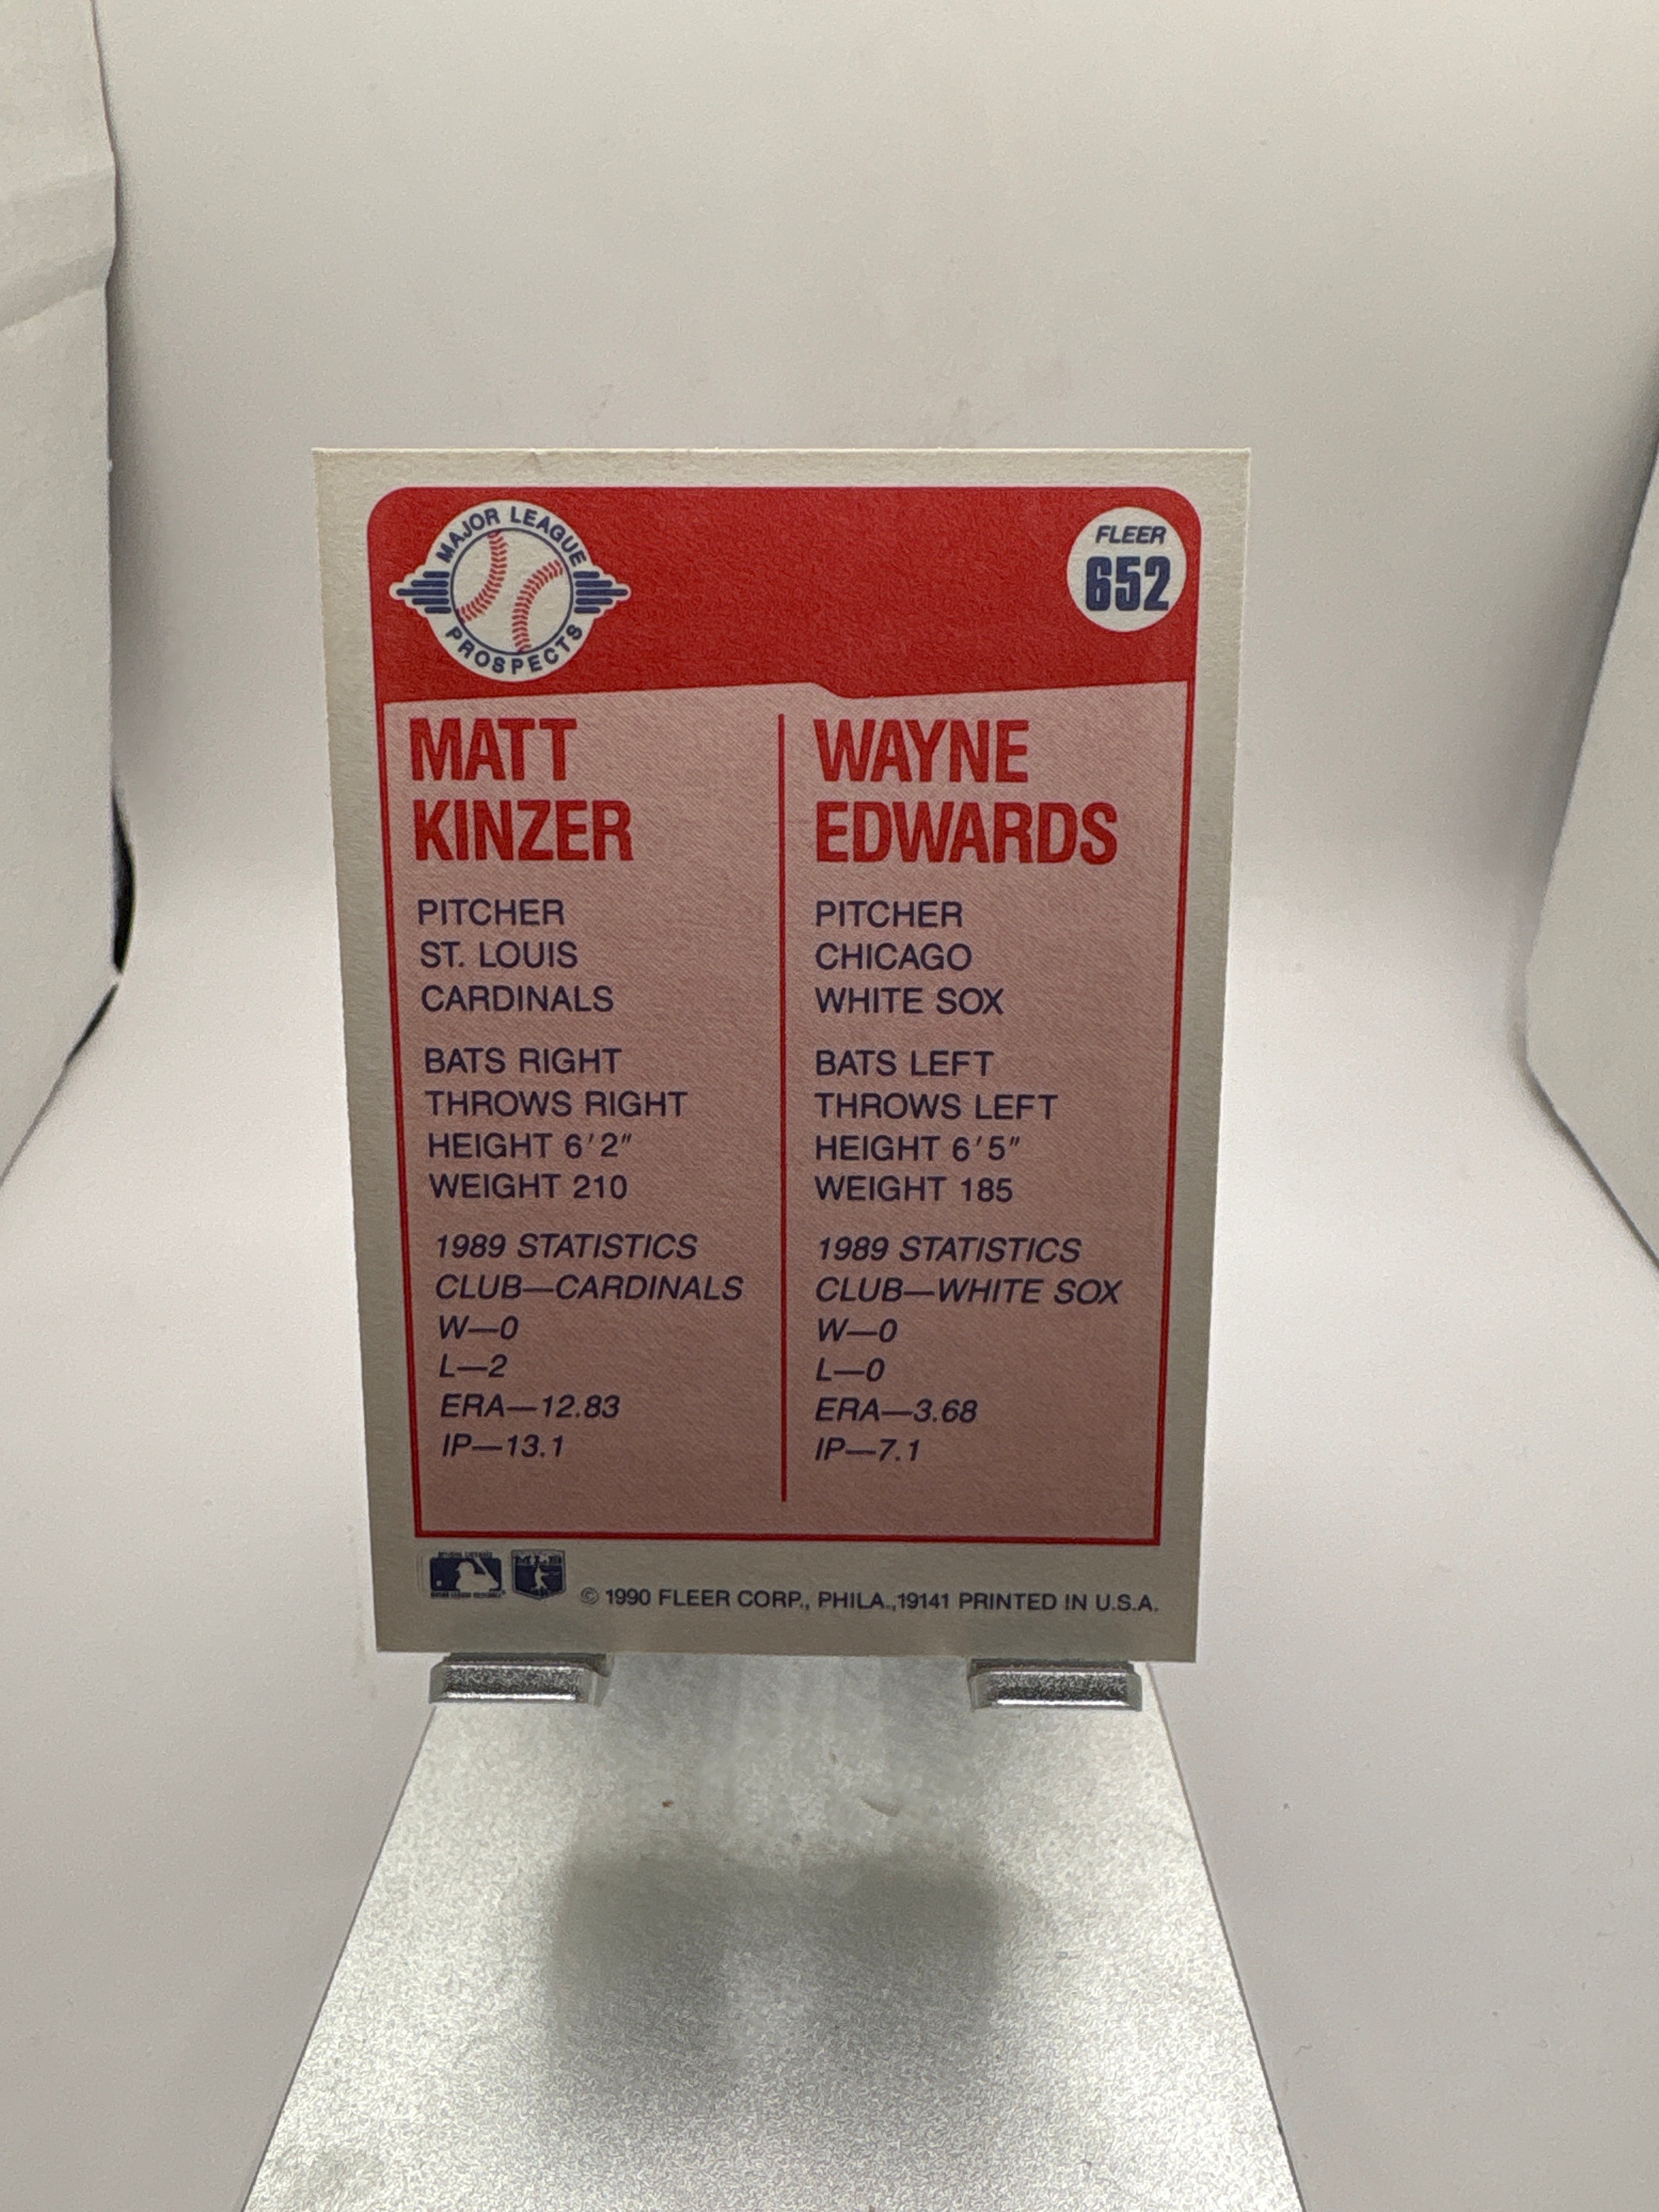 MAJOR LEAGUE
PROSPECTS
FLEER
652
MATT
KINZER
PITCHER
ST. LOUIS
CARDINALS
BATS RIGHT
THROWS RIGHT
HEIGHT 6'2"
WEIGHT 210
1989 STATISTICS
CLUB—CARDINALS
W—0
L—2
ERA—12.83
IP—13.1
WAYNE
EDWARDS
PITCHER
CHICAGO
WHITE SOX
BATS LEFT
THROWS LEFT
HEIGHT 6'5"
WEIGHT 185
1989 STATISTICS
CLUB—WHITE SOX
W—0
L—0
ERA—3.68
IP—7.1
MLB
© 1990 FLEER CORP., PHILA.,19141 PRINTED IN U.S.A.